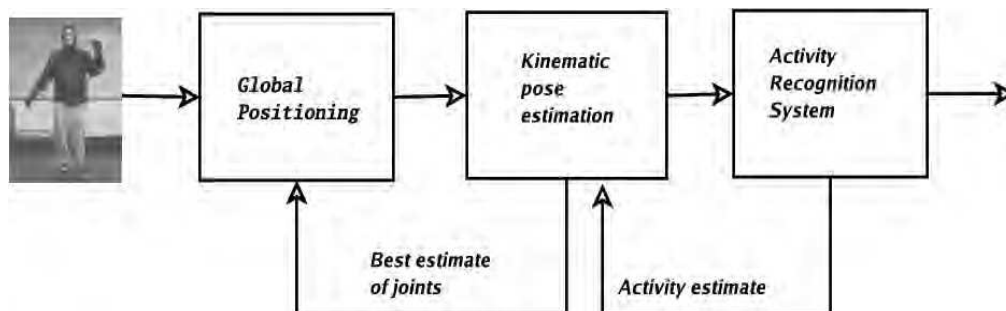 Global
Positioning
Kinematic
pose
estimation
Activity
Recognition
System
Best estimate
of joints
Activity estimate